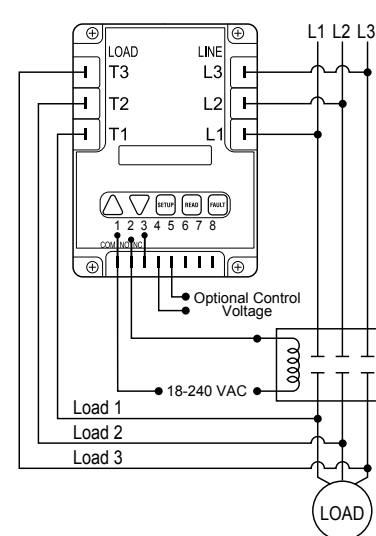 L1 L2 L3
LOAD LINE
T3 L3
T2 L2
T1 L1
SETUP READ FAULT
1 2 3 4 5 6 7 8
COM NO NC
Optional Control
Voltage
18-240 VAC
Load 1
Load 2
Load 3
LOAD